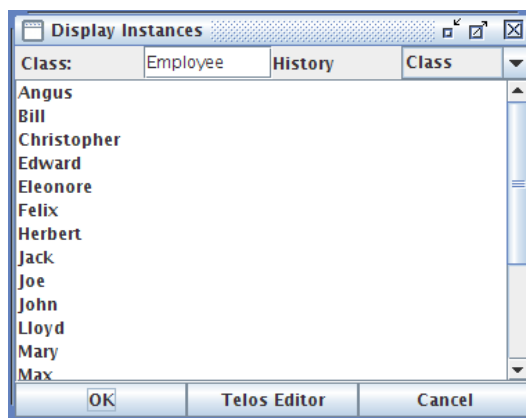 Display Instances
Class: Employee History Class
Angus
Bill
Christopher
Edward
Eleonore
Felix
Herbert
Jack
Joe
John
Lloyd
Mary
Max
OK Telos Editor Cancel